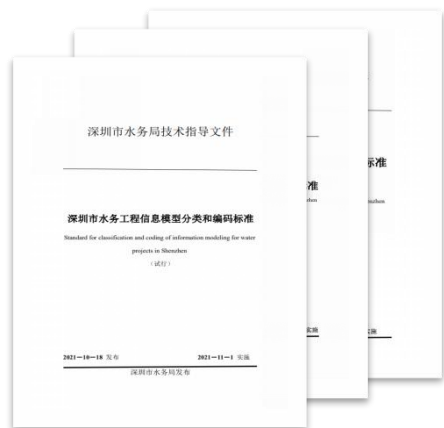 深圳市水务局技术指导文件
深圳市水务工程信息模型分类和编码标准
Standard for classification and coding of information modeling for water
projects in Shenzhen
（试行）
2021－10－18 发布
2021－11－1 实施
深圳市水务局发布
准
zhen
实施
示准
nzhen
实施